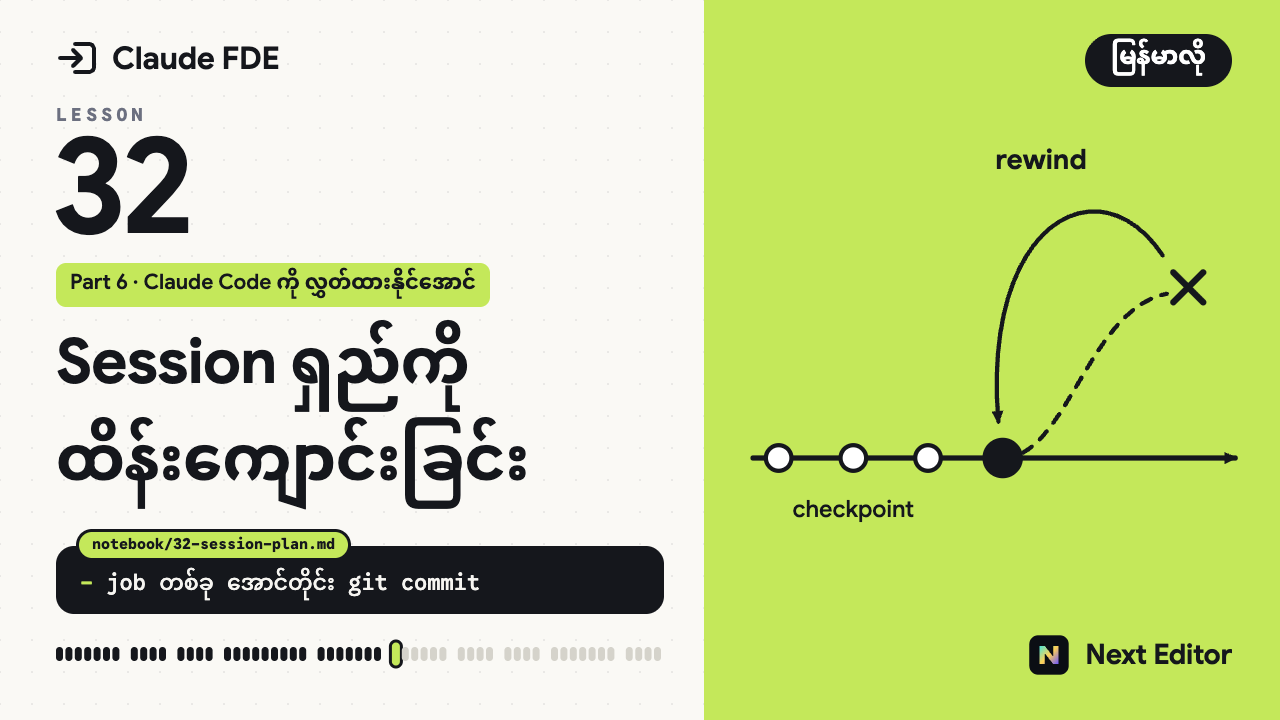 Claude FDE
LESSON
32
Part 6 · Claude Code ကို လွှတ်ထားနိုင်အောင်
Session ရှည်ကို
ထိန်းကျောင်းခြင်း
notebook/32-session-plan.md
- job တစ်ခု အောင်တိုင်း git commit
မြန်မာလို
rewind
checkpoint
N Next Editor